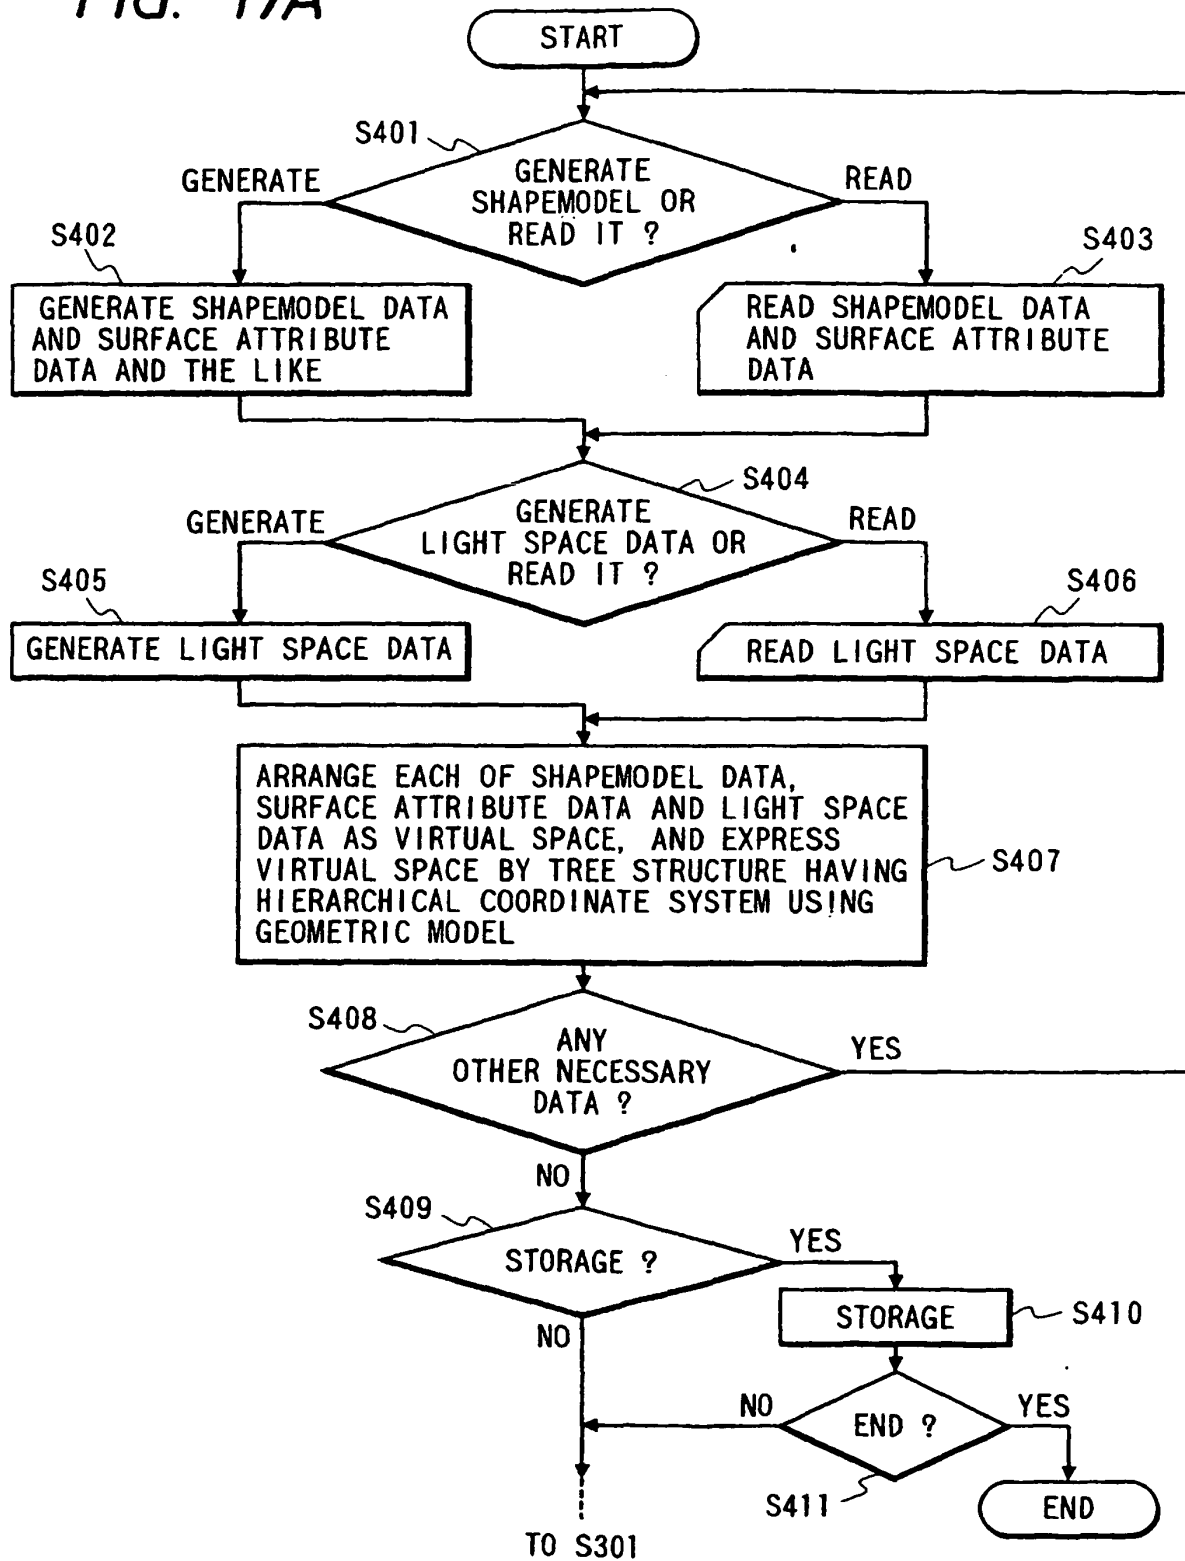 START
S401
GENERATE
SHAPEMODEL OR
READ IT ?
GENERATE
READ
S402
S403
GENERATE SHAPEMODEL DATA
AND SURFACE ATTRIBUTE
DATA AND THE LIKE
READ SHAPEMODEL DATA
AND SURFACE ATTRIBUTE
DATA
S404
GENERATE
LIGHT SPACE DATA OR
READ IT ?
GENERATE
READ
S405
S406
GENERATE LIGHT SPACE DATA
READ LIGHT SPACE DATA
ARRANGE EACH OF SHAPEMODEL DATA,
SURFACE ATTRIBUTE DATA AND LIGHT SPACE
DATA AS VIRTUAL SPACE, AND EXPRESS
VIRTUAL SPACE BY TREE STRUCTURE HAVING
HIERARCHICAL COORDINATE SYSTEM USING
GEOMETRIC MODEL
S407
S408
ANY
OTHER NECESSARY
DATA ?
YES
NO
S409
STORAGE ?
YES
NO
STORAGE
S410
NO
END ?
YES
S411
END
TO S301